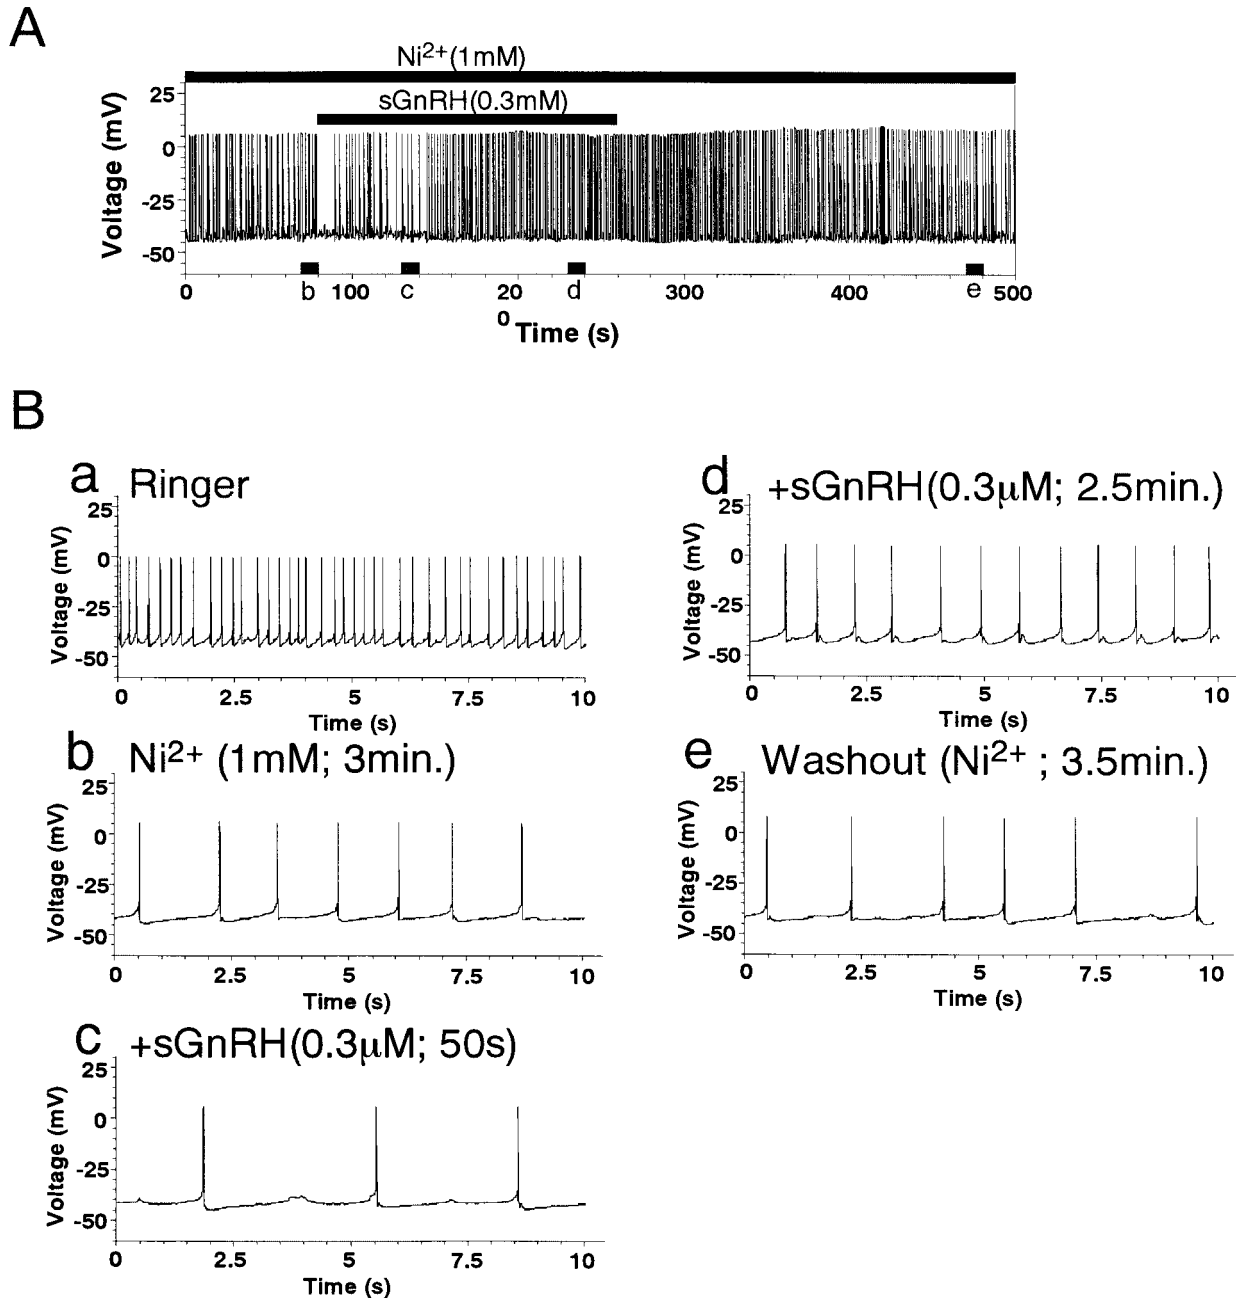 A
Ni2+(1mM)
sGnRH(0.3mM)
Voltage (mV)
25
0
-25
-50
b
c
d
e
0
100
20
0
300
400
500
Time (s)
B
a Ringer
Voltage (mV)
25
0
-25
-50
0 2.5 5 7.5 10
Time (s)
b Ni2+ (1mM; 3min.)
Voltage (mV)
25
0
-25
-50
0 2.5 5 7.5 10
Time (s)
c +sGnRH(0.3μM; 50s)
Voltage (mV)
25
0
-25
-50
0 2.5 5 7.5 10
Time (s)
d +sGnRH(0.3μM; 2.5min.)
Voltage (mV)
25
0
-25
-50
0 2.5 5 7.5 10
Time (s)
e Washout (Ni2+ ; 3.5min.)
Voltage (mV)
25
0
-25
-50
0 2.5 5 7.5 10
Time (s)